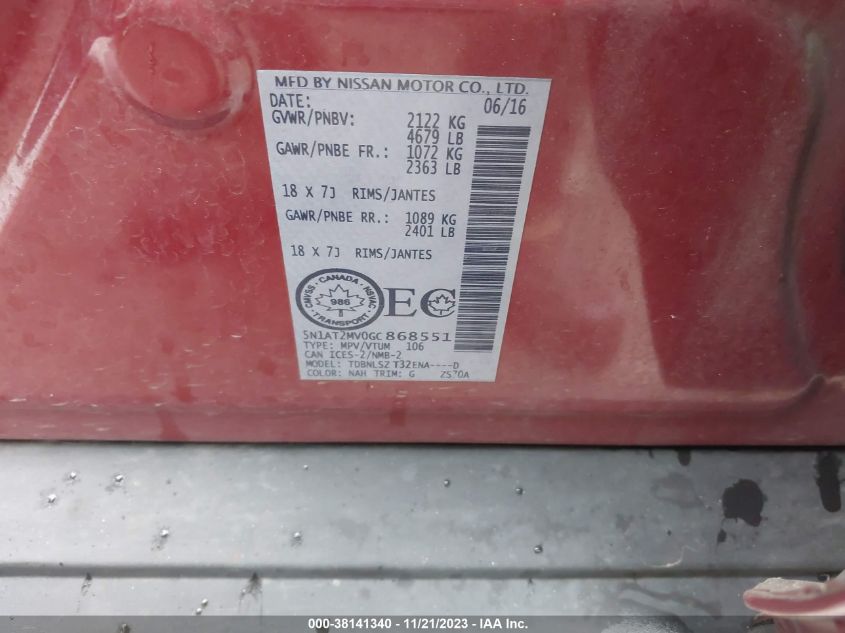 MFD BY NISSAN MOTOR CO., LTD.
DATE: 06/16
GVWR/PNBV: 2122 KG
4679 LB
GAWR/PNBE FR.: 1072 KG
2363 LB
18 X 7J RIMS/JANTES
GAWR/PNBE RR.: 1089 KG
2401 LB
18 X 7J RIMS/JANTES
CANADA
CMVSS NSVAC
986
TRANSPORT
EC
5N1AT2MV0GC868551
TYPE: MPV/VTUM 106
CAN ICES-2/NMB-2
MODEL: TDBNLSZ T32ENA----D
COLOR: NAH TRIM: G
000-38141340 - 11/21/2023 - IAA Inc.